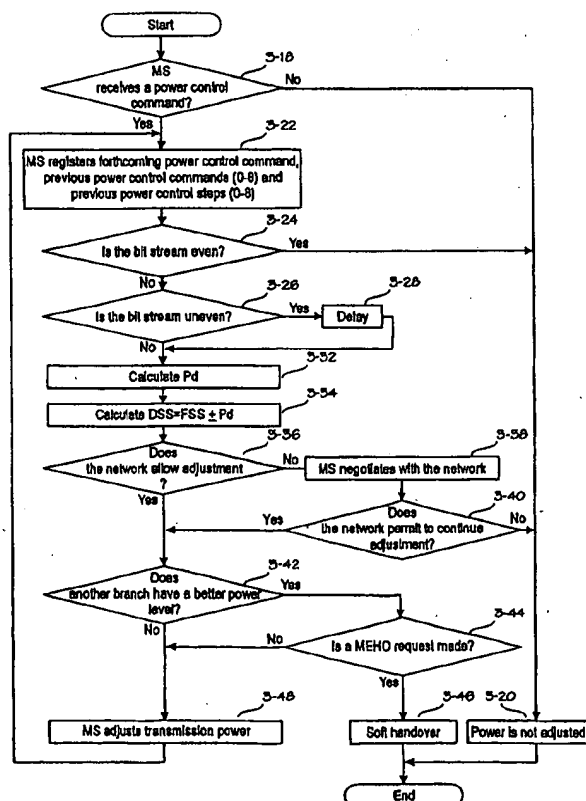 Start
3-18
MS
receives a power control
command?
No
Yes
3-22
MS registers forthcoming power control command,
previous power control commands (0-8) and
previous power control steps (0-8)
3-24
Is the bit stream even?
Yes
No
3-26
3-28
Is the bit stream uneven?
Yes
Delay
No
3-32
Calculate Pd
3-34
Calculate DSS=FSS ± Pd
3-36
3-38
Does
the network allow adjustment
?
No
MS negotiates with the network
Yes
3-40
Does
the network permit to continue
adjustment?
Yes
No
3-42
Does
another branch have a better power
level?
Yes
3-44
No
No
Is a MEHO request made?
Yes
3-48
3-46
3-20
MS adjusts transmission power
Soft handover
Power is not adjusted
End